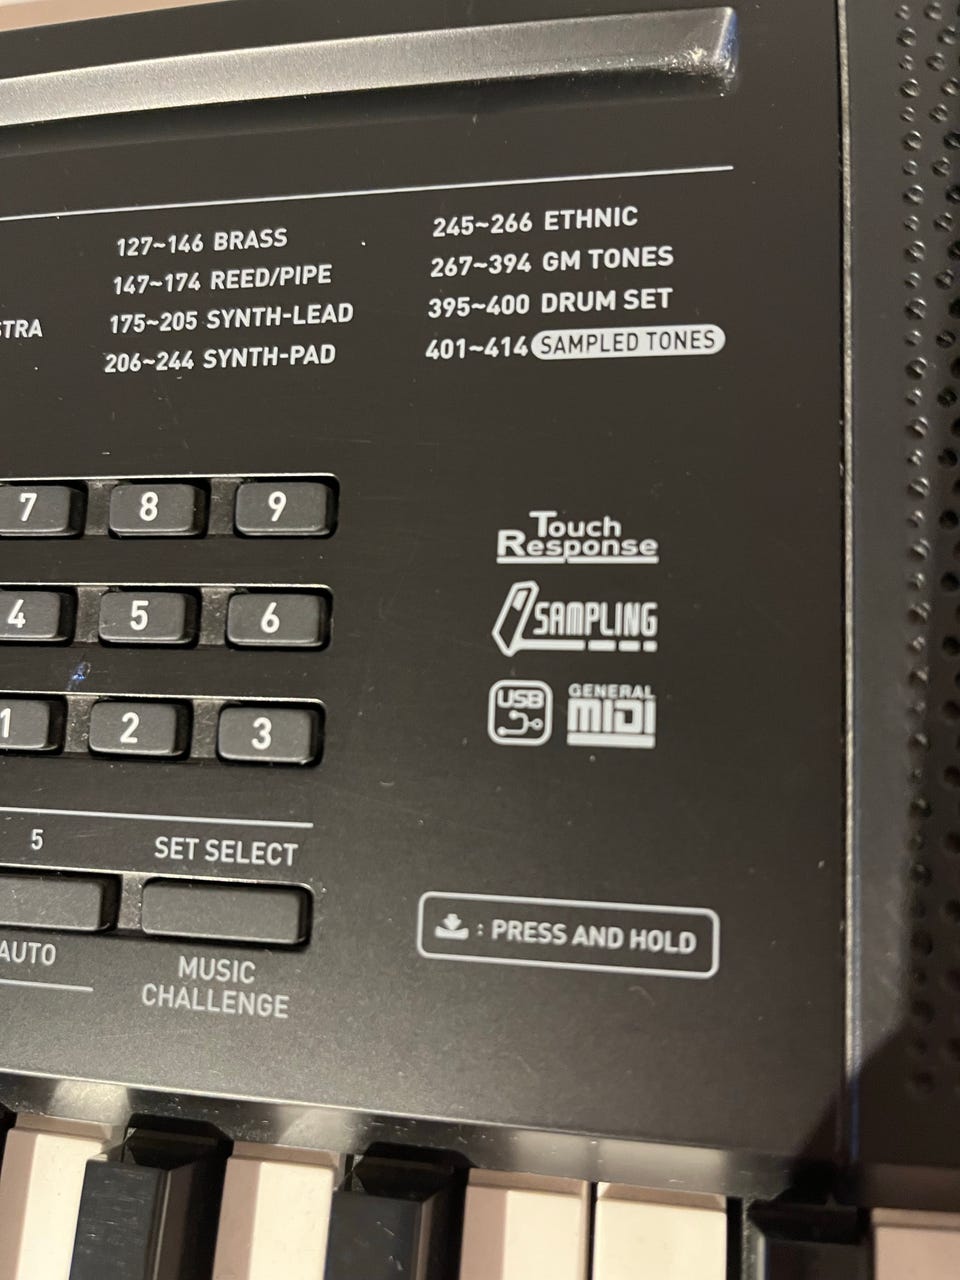 127~146 BRASS
147~174 REED/PIPE
STRA 175~205 SYNTH-LEAD
206~244 SYNTH-PAD
245~266 ETHNIC
267~394 GM TONES
395~400 DRUM SET
401~414 SAMPLED TONES
7 8 9
4 5 6
1 2 3
Touch
Response
SAMPLING
USB
GENERAL
MIDI
5 SET SELECT
AUTO
MUSIC
CHALLENGE
: PRESS AND HOLD